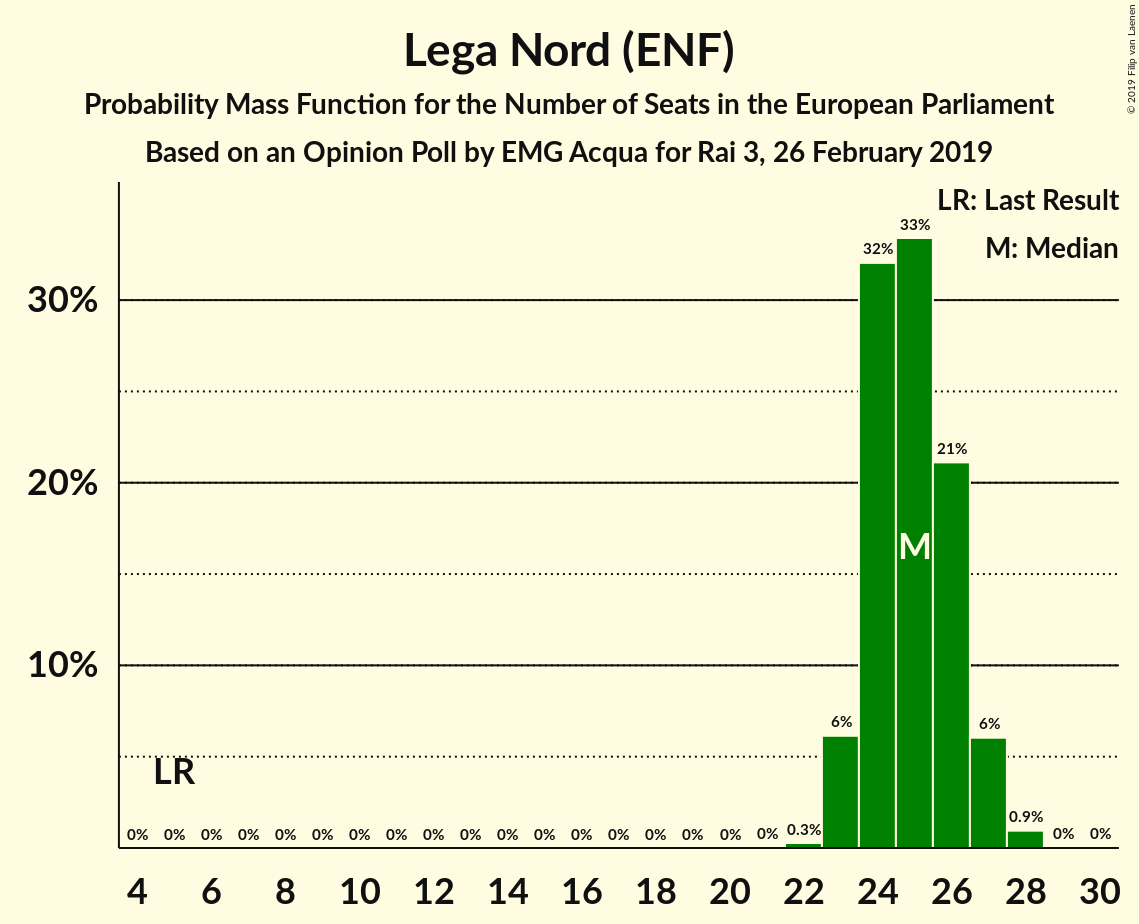 Lega Nord (ENF)
Probability Mass Function for the Number of Seats in the European Parliament
Based on an Opinion Poll by EMG Acqua for Rai 3, 26 February 2019
© 2019 Filip van Laenen
LR: Last Result
M: Median
30%
20%
10%
33%
32%
21%
M
6%
6%
LR
0% 0% 0% 0% 0% 0% 0% 0% 0% 0% 0% 0% 0% 0% 0% 0% 0% 0% 0.3% 0.9% 0% 0%
4 6 8 10 12 14 16 18 20 22 24 26 28 30